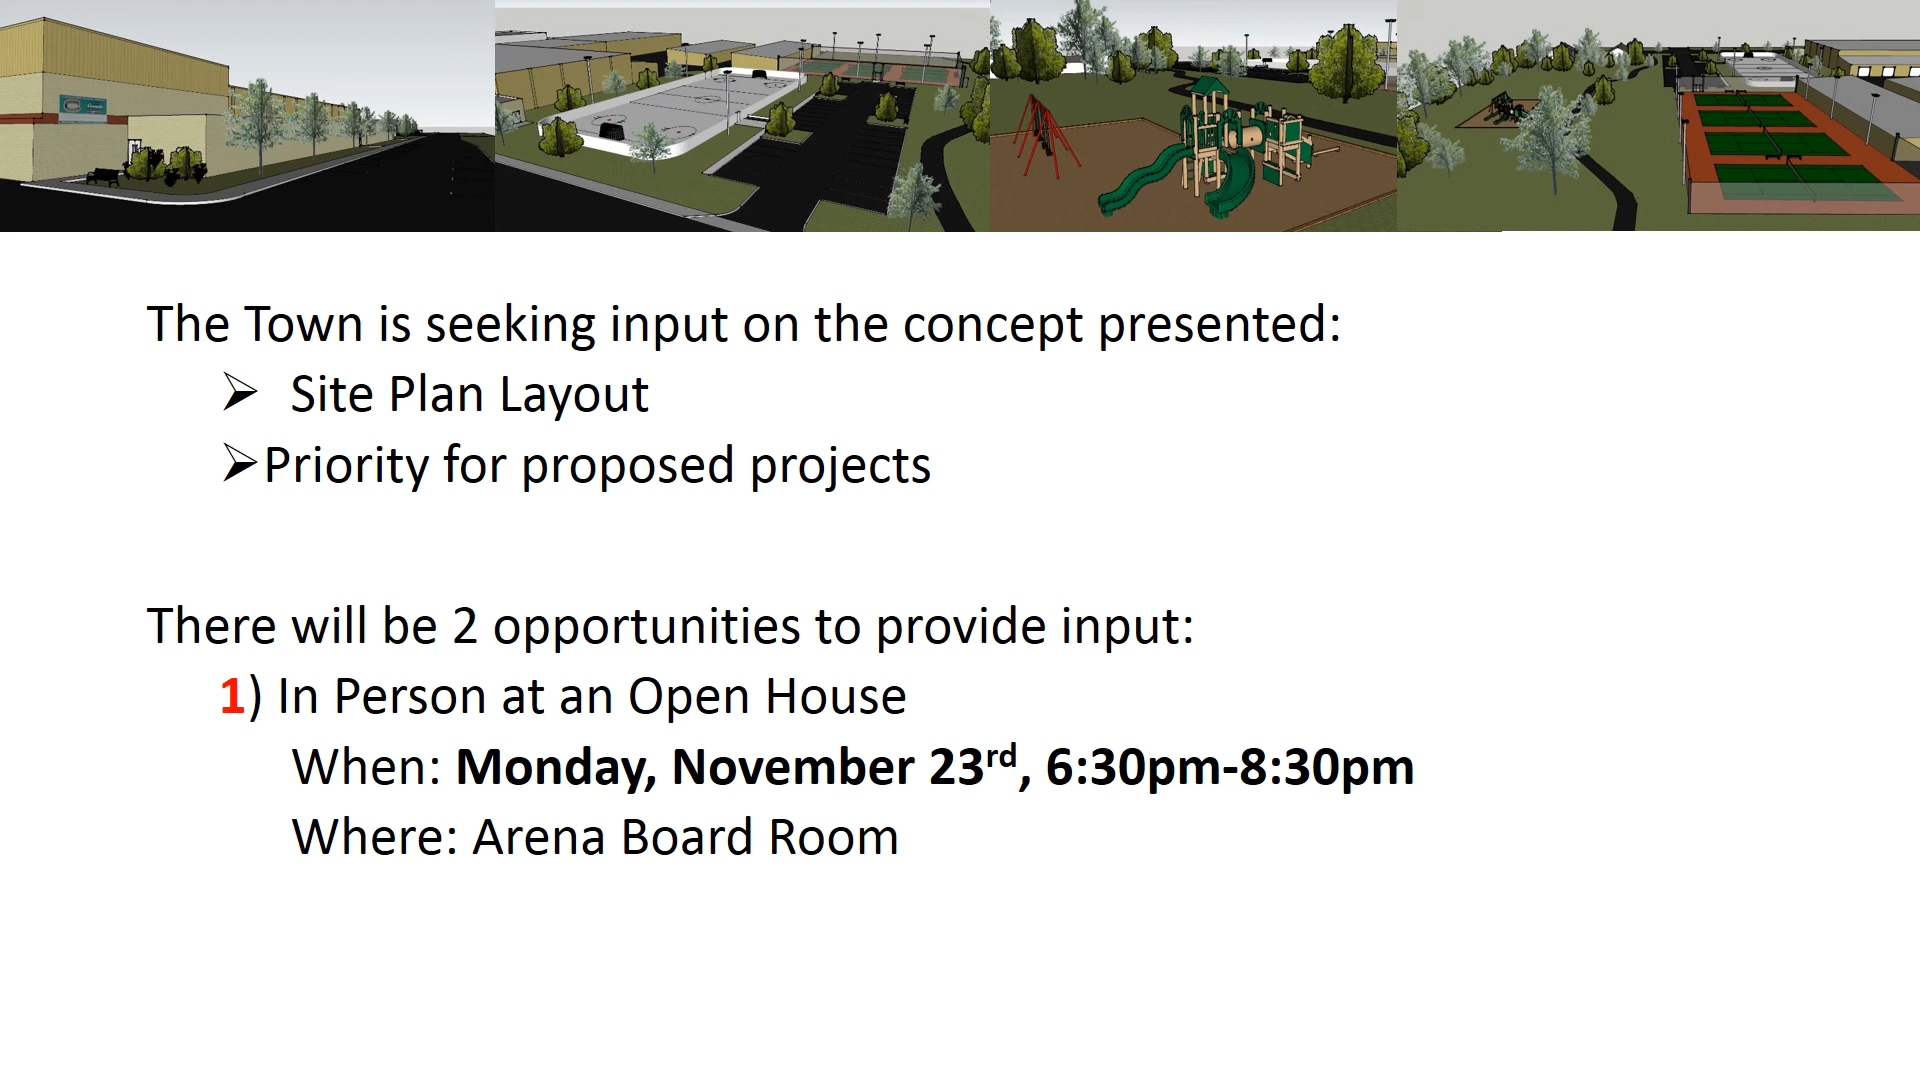 The Town is seeking input on the concept presented:
➢ Site Plan Layout
➢Priority for proposed projects
There will be 2 opportunities to provide input:
1) In Person at an Open House
When: Monday, November 23rd, 6:30pm-8:30pm
Where: Arena Board Room